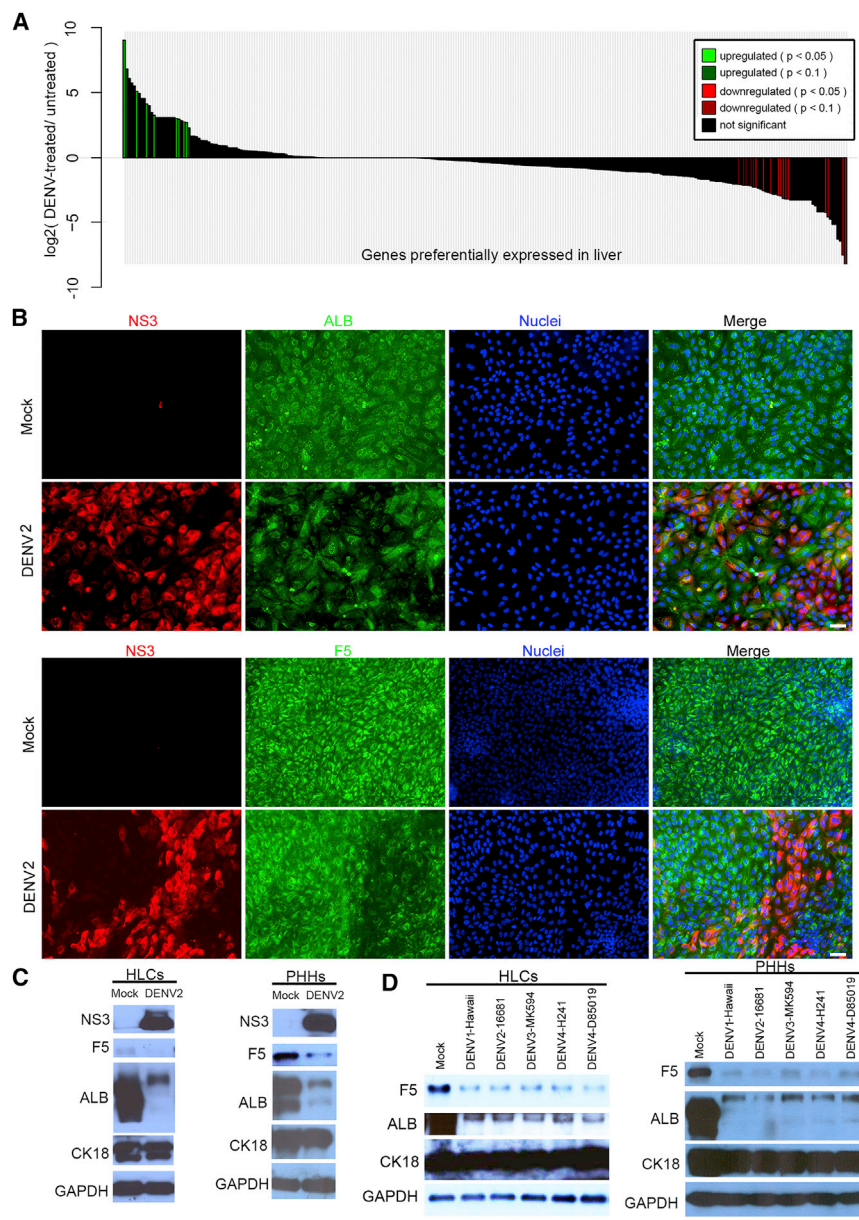 A
log2( DENV-treated/ untreated )
10
5
0
-5
-10
upregulated ( p < 0.05 )
upregulated ( p < 0.1 )
downregulated ( p < 0.05 )
downregulated ( p < 0.1 )
not significant
Genes preferentially expressed in liver
B
NS3 ALB Nuclei Merge
Mock
DENV2
NS3 F5 Nuclei Merge
Mock
DENV2
C
HLCs
Mock DENV2
NS3
F5
ALB
CK18
GAPDH
PHHs
Mock DENV2
NS3
F5
ALB
CK18
GAPDH
D
HLCs
Mock
DENV1-Hawaii
DENV2-16681
DENV3-MK594
DENV4-H241
DENV4-D85019
F5
ALB
CK18
GAPDH
PHHs
Mock
DENV1-Hawaii
DENV2-16681
DENV3-MK594
DENV4-H241
DENV4-D85019
F5
ALB
CK18
GAPDH